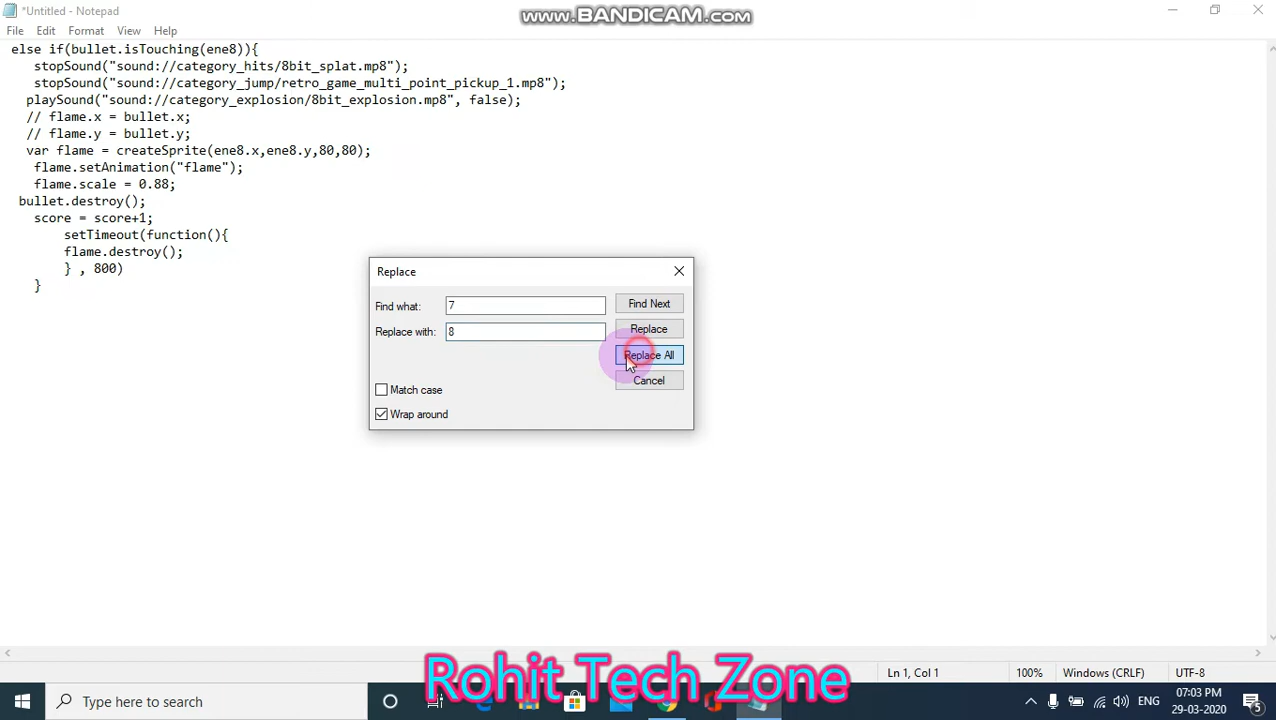 *Untitled - Notepad
www.BANDICAM.com
File Edit Format View Help
else if(bullet.isTouching(ene8)){
stopSound("sound://category_hits/8bit_splat.mp8");
stopSound("sound://category_jump/retro_game_multi_point_pickup_1.mp8");
playSound("sound://category_explosion/8bit_explosion.mp8", false);
// flame.x = bullet.x;
// flame.y = bullet.y;
var flame = createSprite(ene8.x,ene8.y,80,80);
flame.setAnimation("flame");
flame.scale = 0.88;
bullet.destroy();
score = score+1;
setTimeout(function(){
flame.destroy();
} , 800)
}
Replace
Find what: 7 Find Next
Replace with: 8 Replace
Replace All
Cancel
Match case
Wrap around
Rohit Tech Zone
Ln 1, Col 1 100% Windows (CRLF) UTF-8
Type here to search
ENG
07:03 PM
29-03-2020
5